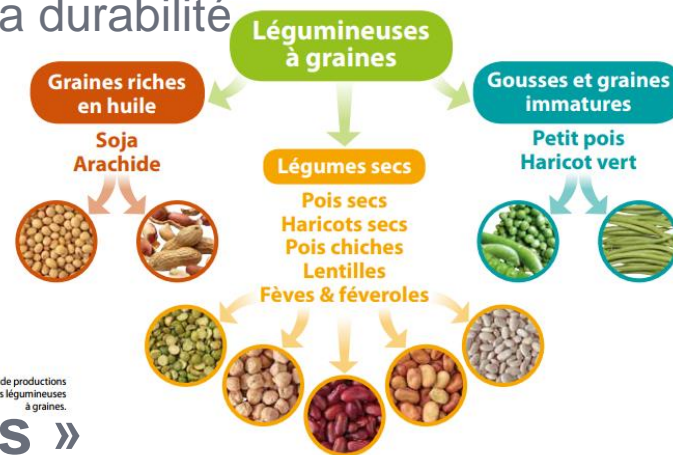 a durabilité
Légumineuses
à graines
Graines riches
en huile
Soja
Arachide
Légumes secs
Pois secs
Haricots secs
Pois chiches
Lentilles
Fèves & féveroles
Gousses et graines
immatures
Petit pois
Haricot vert
de productions
s légumineuses
à graines.
s »